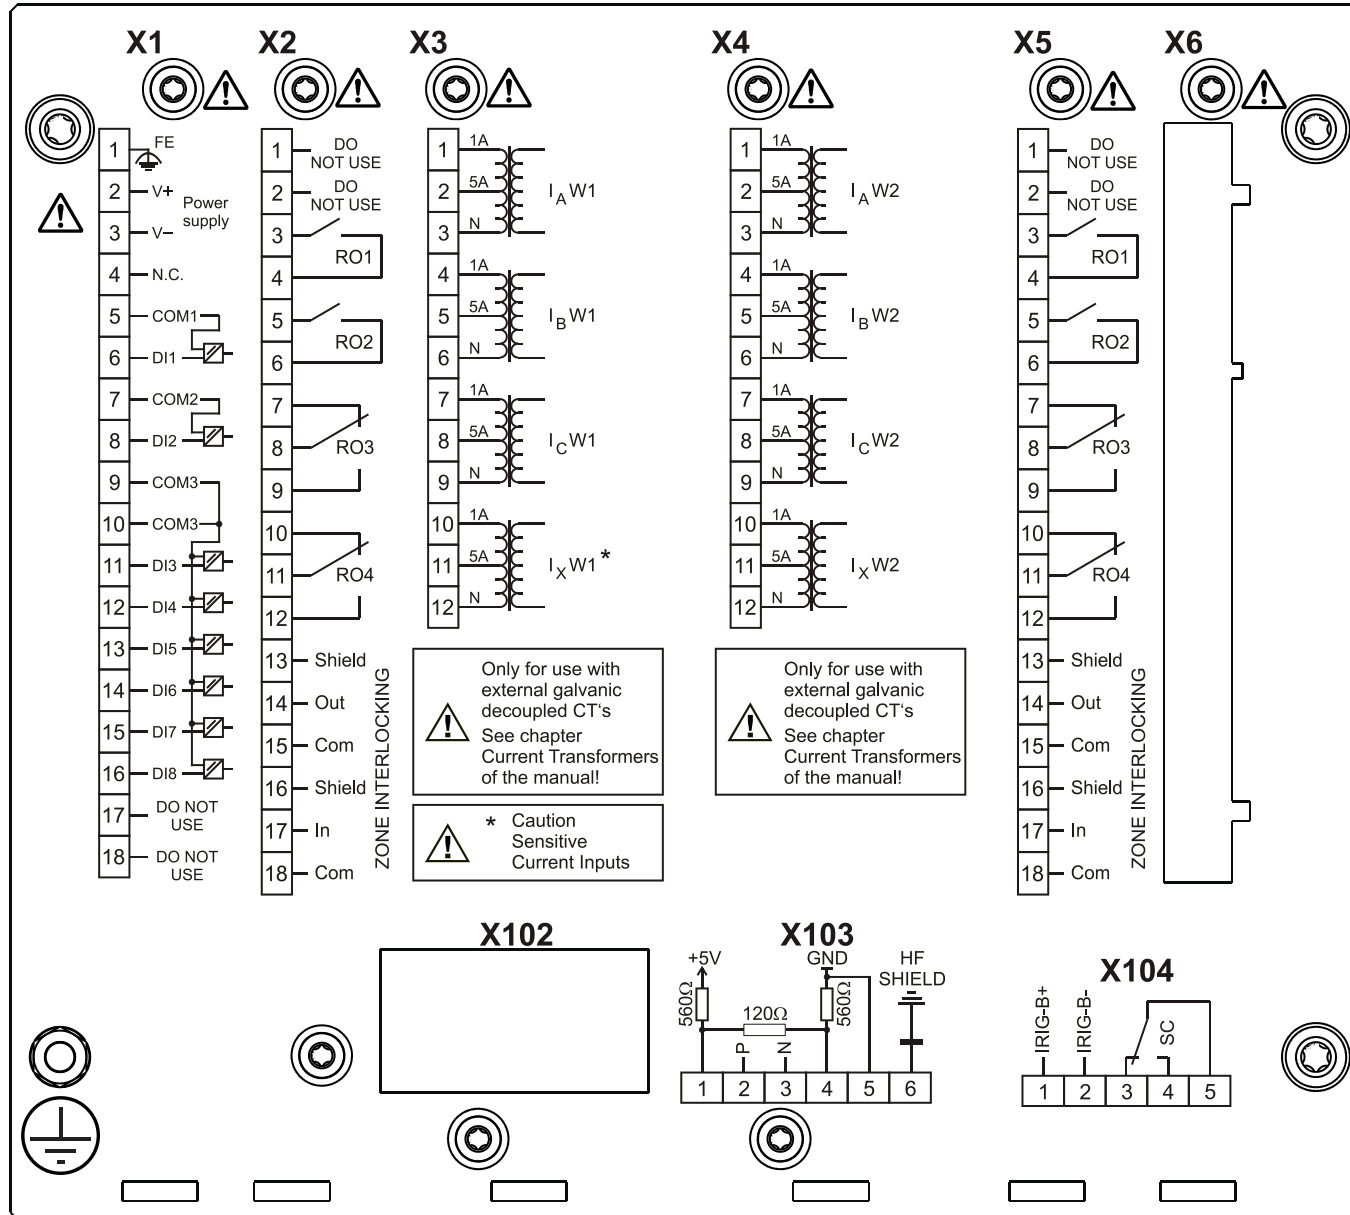 X1
X2
X3
X4
X5
X6
1
FE
2
V+
Power
supply
3
V−
4
N.C.
5
COM1
6
DI1
7
COM2
8
DI2
9
COM3
10
COM3
11
DI3
12
DI4
13
DI5
14
DI6
15
DI7
16
DI8
17
DO NOT
USE
18
DO NOT
USE
1
DO
NOT USE
2
DO
NOT USE
3
RO1
4
5
RO2
6
7
8
RO3
9
10
11
RO4
12
13
Shield
14
Out
15
Com
16
Shield
17
In
18
Com
ZONE INTERLOCKING
1
1A
2
5A
IA W1
3
N
4
1A
5
5A
IB W1
6
N
7
1A
8
5A
IC W1
9
N
10
1A
11
5A
IX W1*
12
N
Only for use with
external galvanic
decoupled CT's
See chapter
Current Transformers
of the manual!
* Caution
Sensitive
Current Inputs
1
1A
2
5A
IA W2
3
N
4
1A
5
5A
IB W2
6
N
7
1A
8
5A
IC W2
9
N
10
1A
11
5A
IX W2
12
N
Only for use with
external galvanic
decoupled CT's
See chapter
Current Transformers
of the manual!
1
DO
NOT USE
2
DO
NOT USE
3
RO1
4
5
RO2
6
7
8
RO3
9
10
11
RO4
12
13
Shield
14
Out
15
Com
16
Shield
17
In
18
Com
ZONE INTERLOCKING
X102
X103
+5V
GND
HF
SHIELD
560Ω
120Ω
560Ω
P
N
1 2 3 4 5 6
X104
IRIG-B+
IRIG-B-
SC
1 2 3 4 5